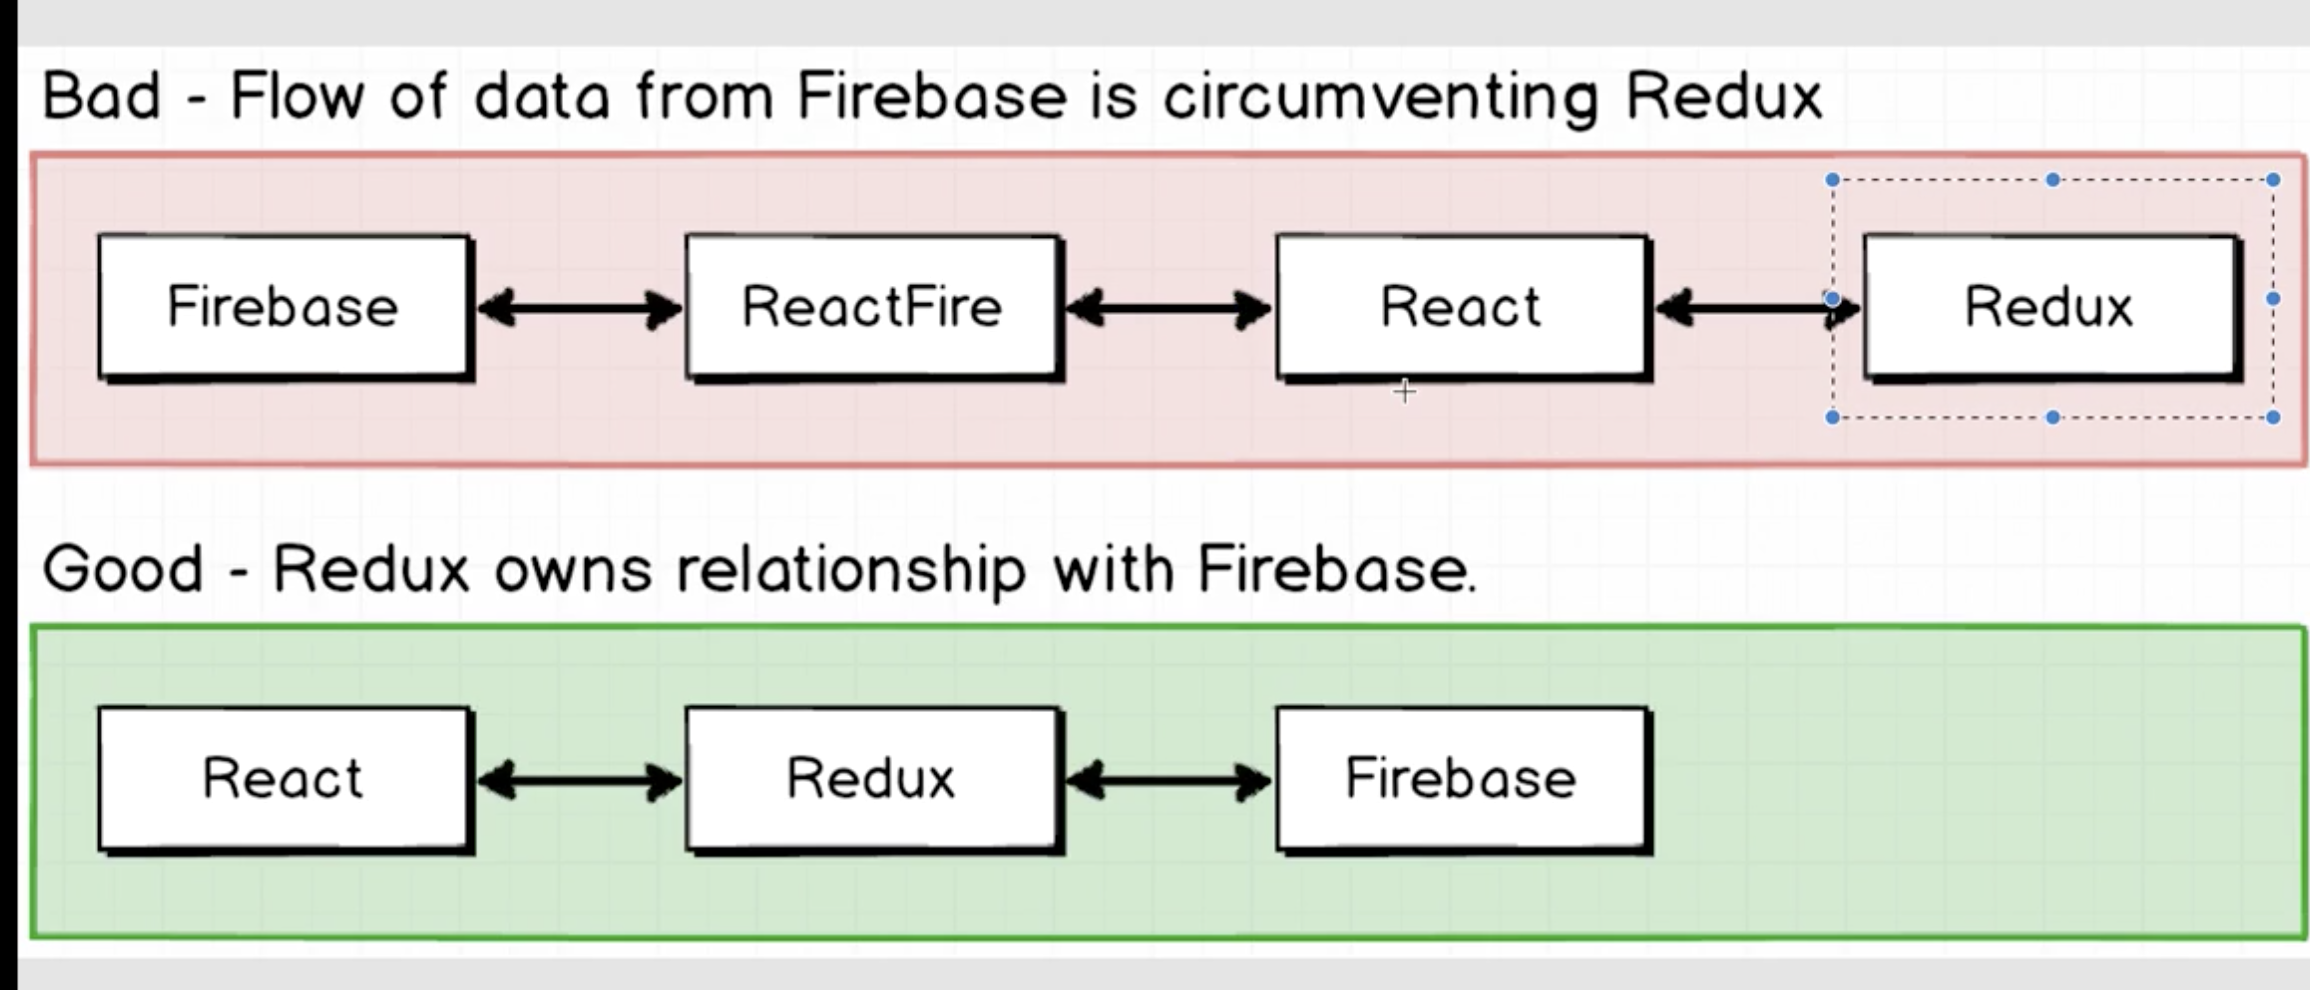 Bad - Flow of data from Firebase is circumventing Redux
Firebase
ReactFire
React
Redux
Good - Redux owns relationship with Firebase.
React
Redux
Firebase